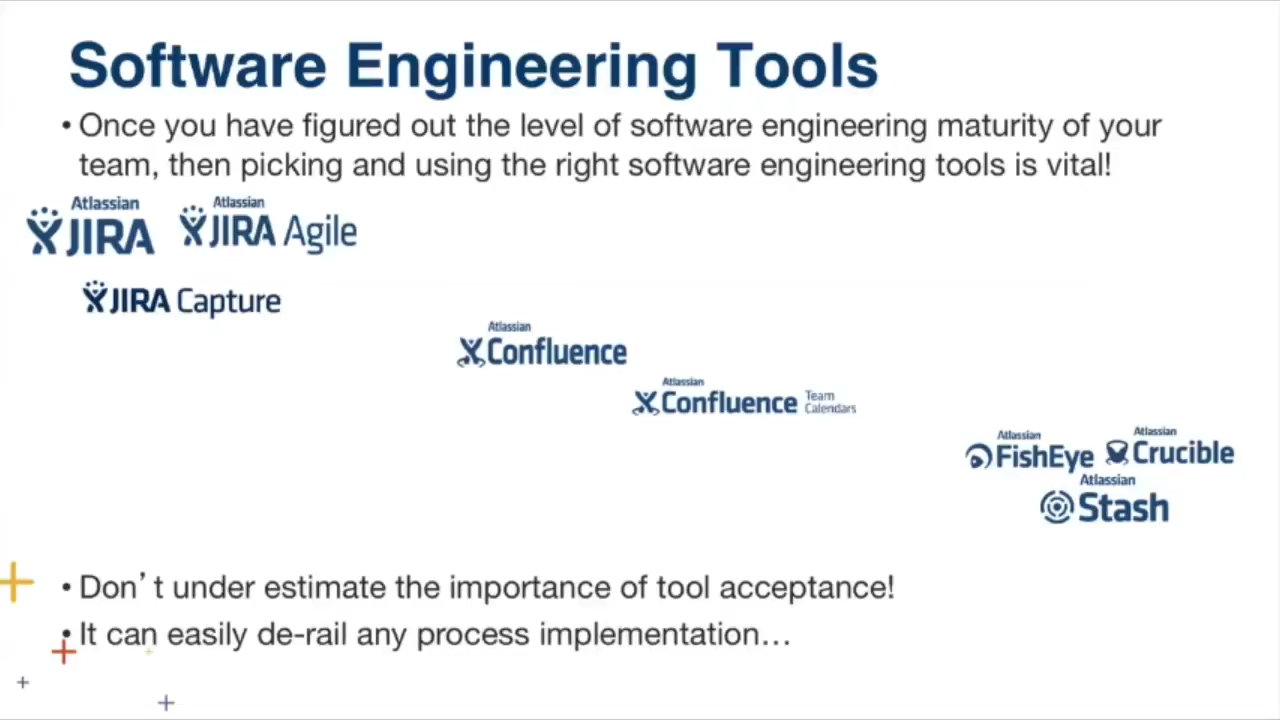 Software Engineering Tools
• Once you have figured out the level of software engineering maturity of your
team, then picking and using the right software engineering tools is vital!
Atlassian
JIRA
Atlassian
JIRA Agile
JIRA Capture
Atlassian
Confluence
Atlassian
Confluence Team
Calendars
Atlassian
FishEye
Atlassian
Crucible
Atlassian
Stash
• Don’t under estimate the importance of tool acceptance!
• It can easily de-rail any process implementation…